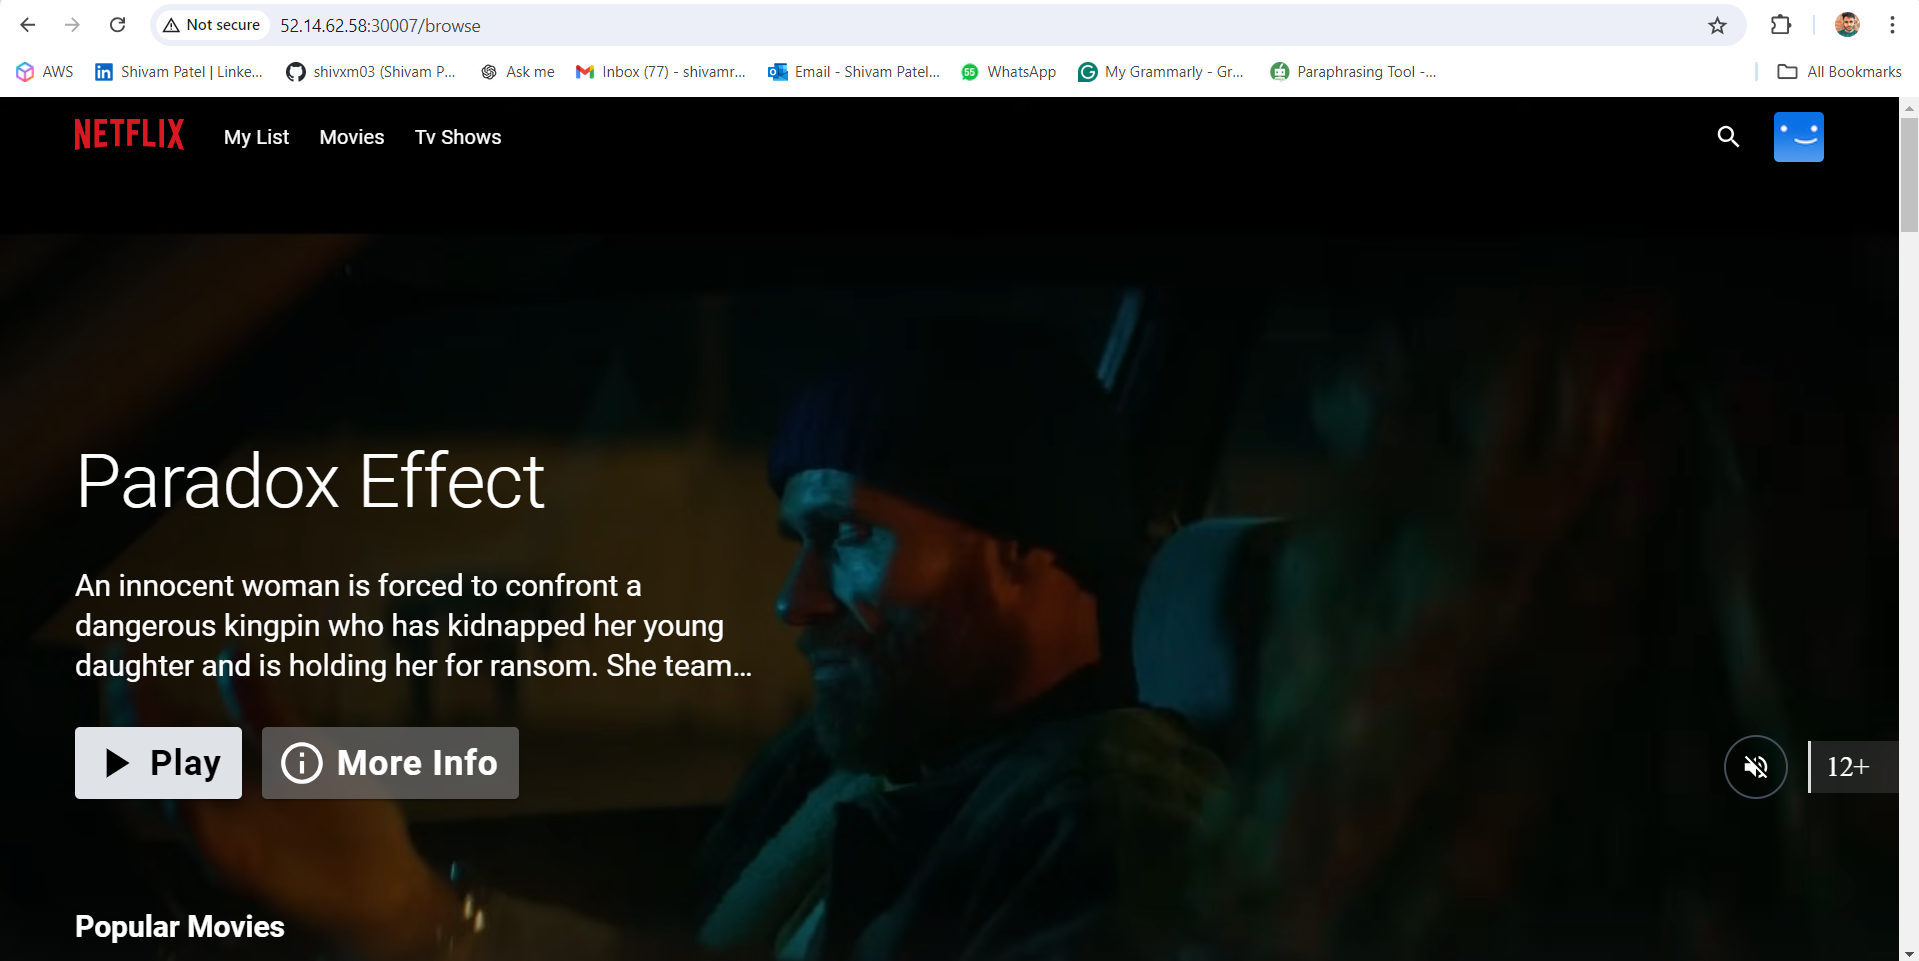 Not secure 52.14.62.58:30007/browse
AWS Shivam Patel | Linke... shivxm03 (Shivam P... Ask me Inbox (77) - shivamr... Email - Shivam Patel... 55 WhatsApp My Grammarly - Gr... Paraphrasing Tool -... All Bookmarks
NETFLIX My List Movies Tv Shows
Paradox Effect
An innocent woman is forced to confront a
dangerous kingpin who has kidnapped her young
daughter and is holding her for ransom. She team...
Play More Info 12+
Popular Movies